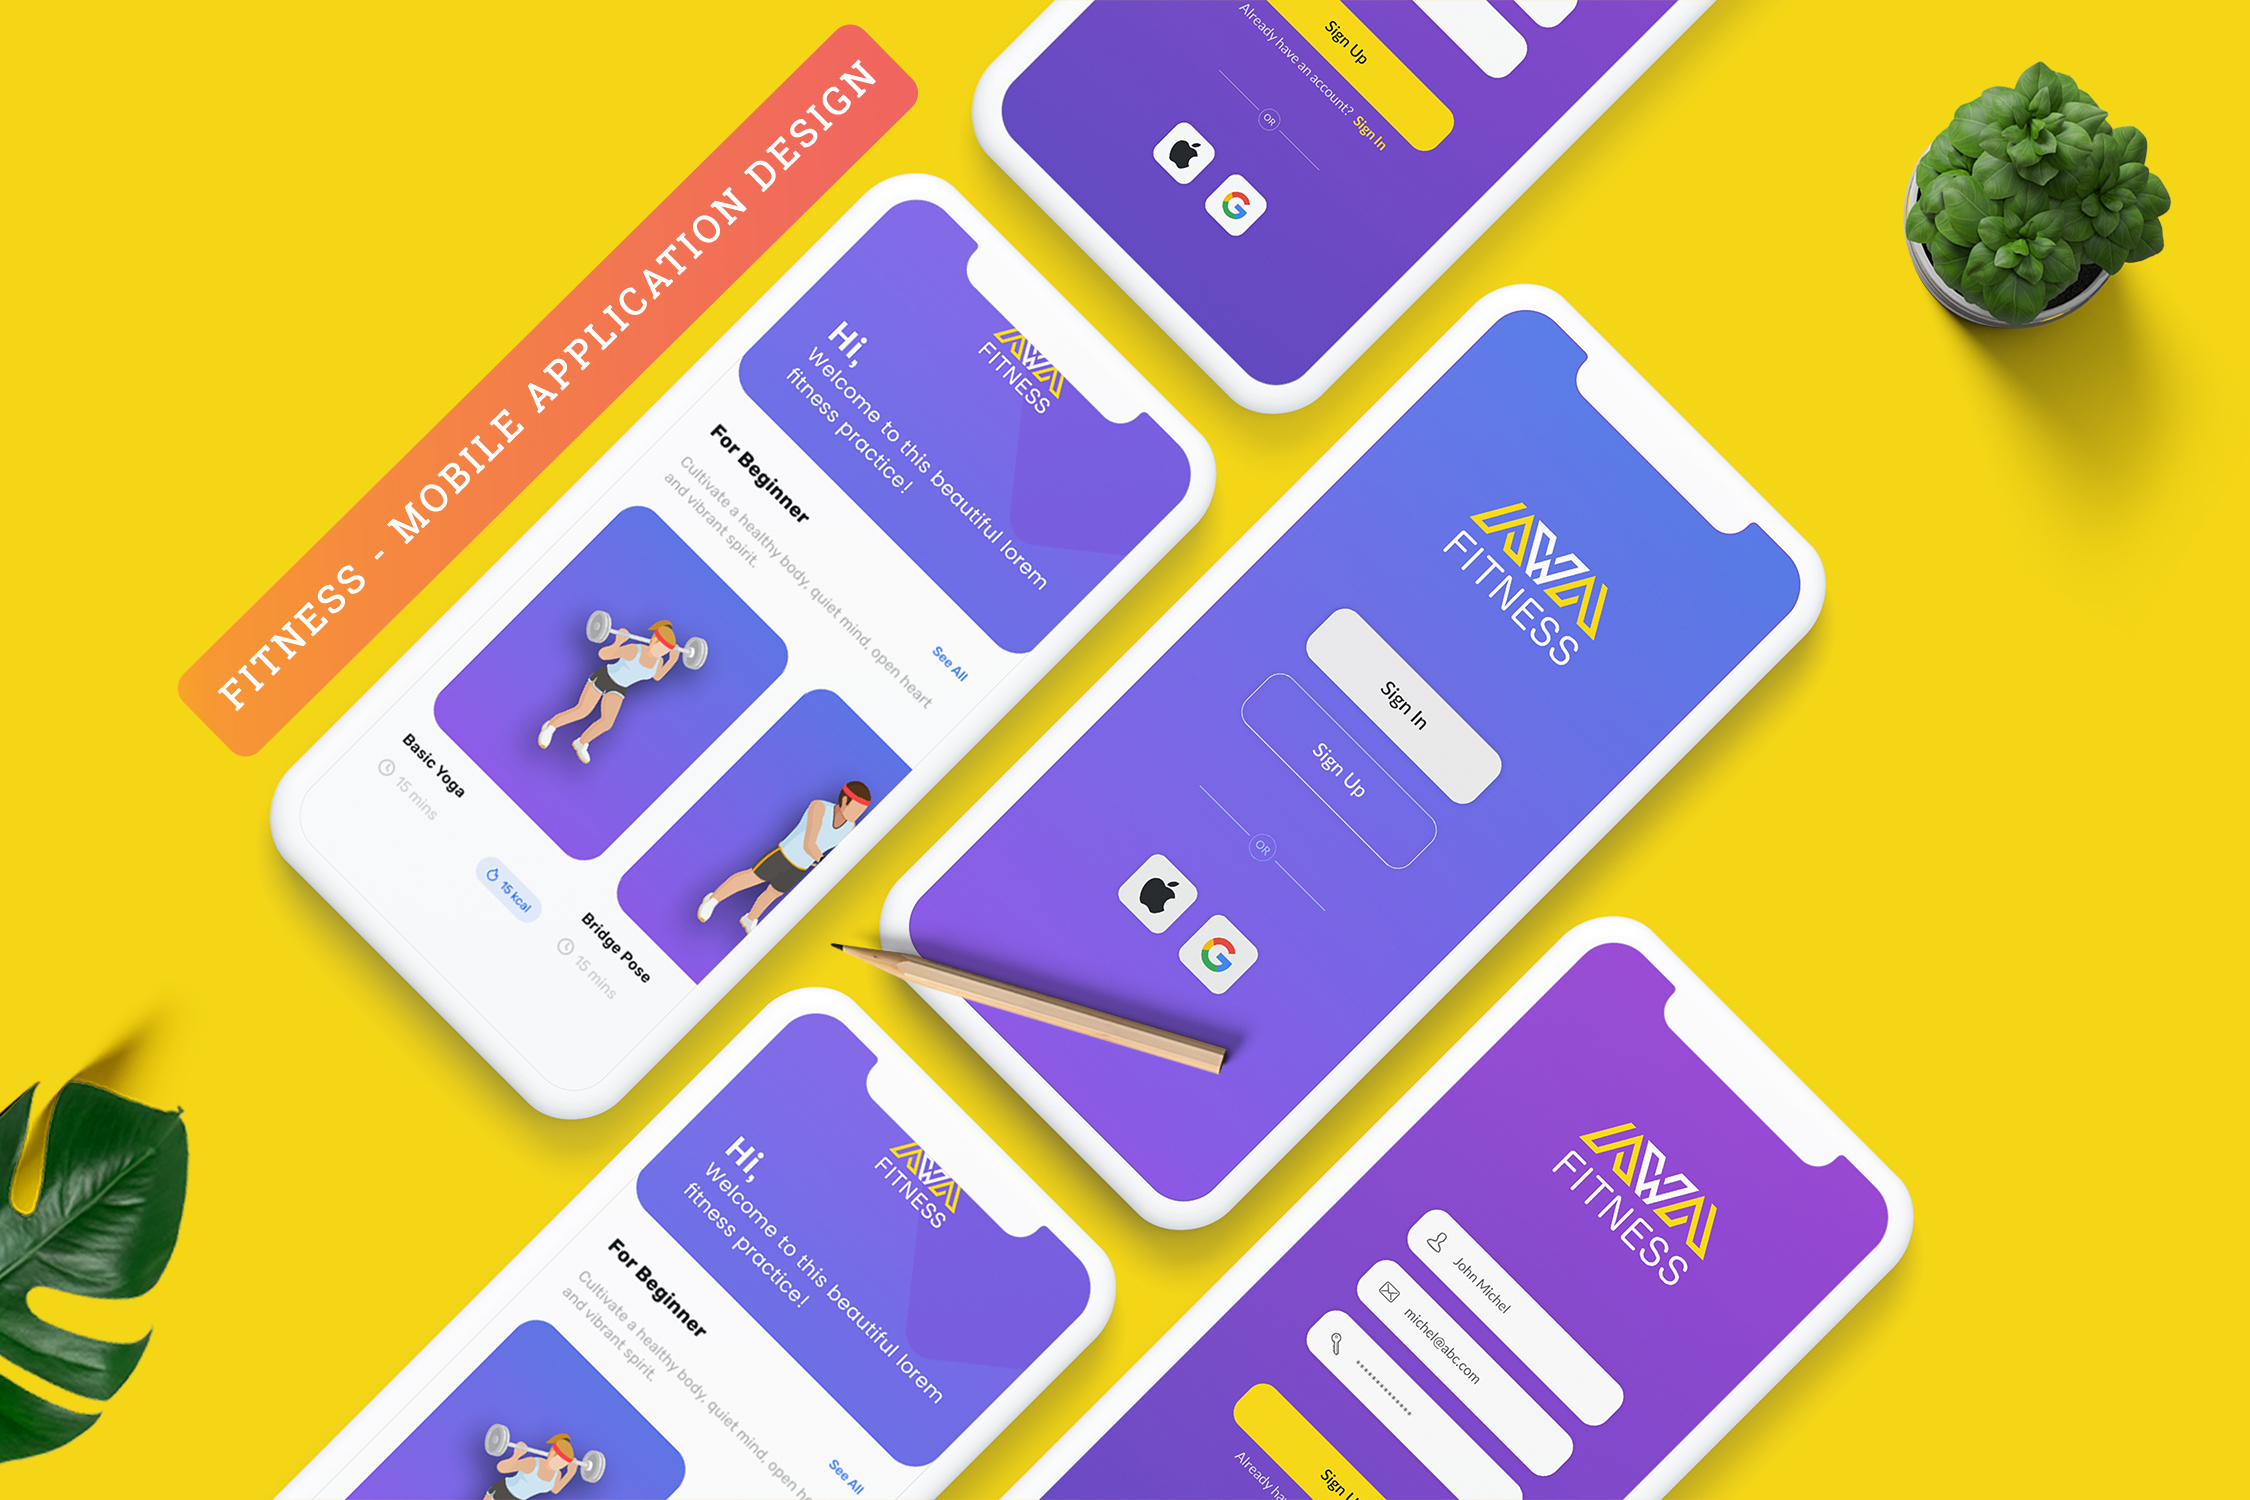 FITNESS - MOBILE APPLICATION DESIGN
Sign Up
Already have an account? Sign In
OR
AWA
FITNESS
Hi,
Welcome to this beautiful lorem
fitness practice!
For Beginner
Cultivate a healthy body, quiet mind, open heart
and vibrant spirit.
See All
Basic Yoga
15 mins
15 kcal
Bridge Pose
15 mins
AWA
FITNESS
Sign In
Sign Up
OR
AWA
FITNESS
Hi,
Welcome to this beautiful lorem
fitness practice!
For Beginner
Cultivate a healthy body, quiet mind, open
and vibrant spirit.
See All
AWA
FITNESS
John Michel
michel@abc.com
Sign
Already